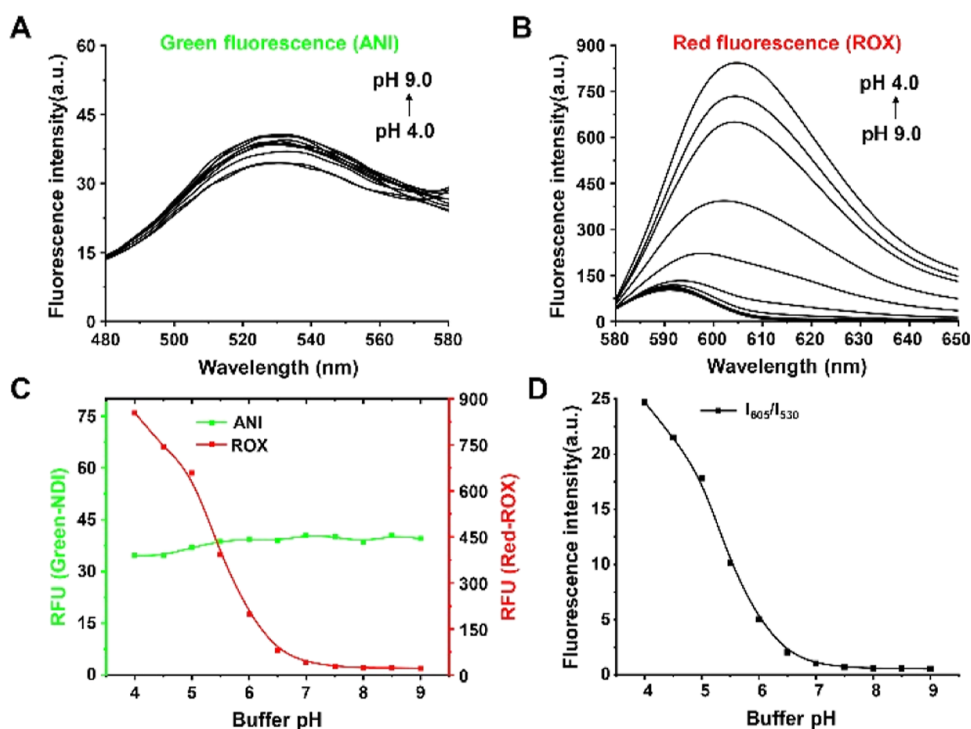 A
Green fluorescence (ANI)
pH 9.0
pH 4.0
Fluorescence intensity(a.u.)
60
45
30
15
0
480 500 520 540 560 580
Wavelength (nm)
B
Red fluorescence (ROX)
pH 4.0
pH 9.0
Fluorescence intensity(a.u.)
900
750
600
450
300
150
0
580 590 600 610 620 630 640 650
Wavelength (nm)
C
ANI
ROX
RFU (Green-NDI)
75
60
45
30
15
0
RFU (Red-ROX)
900
750
600
450
300
150
0
4 5 6 7 8 9
Buffer pH
D
I₆₀₅/I₅₃₀
Fluorescence intensity(a.u.)
25
20
15
10
5
0
4 5 6 7 8 9
Buffer pH